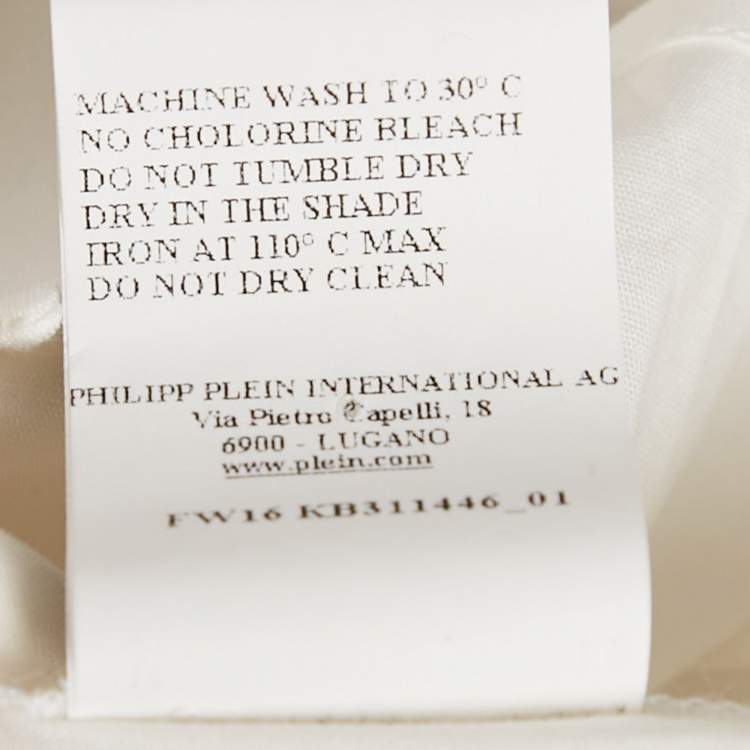 MACHINE WASH TO 30° C
NO CHOLORINE BLEACH
DO NOT TUMBLE DRY
DRY IN THE SHADE
IRON AT 110° C MAX
DO NOT DRY CLEAN
PHILIPP PLEIN INTERNATIONAL AG
Via Pietro Capelli, 18
6900 - LUGANO
www.plein.com
FW16 KB311446_01